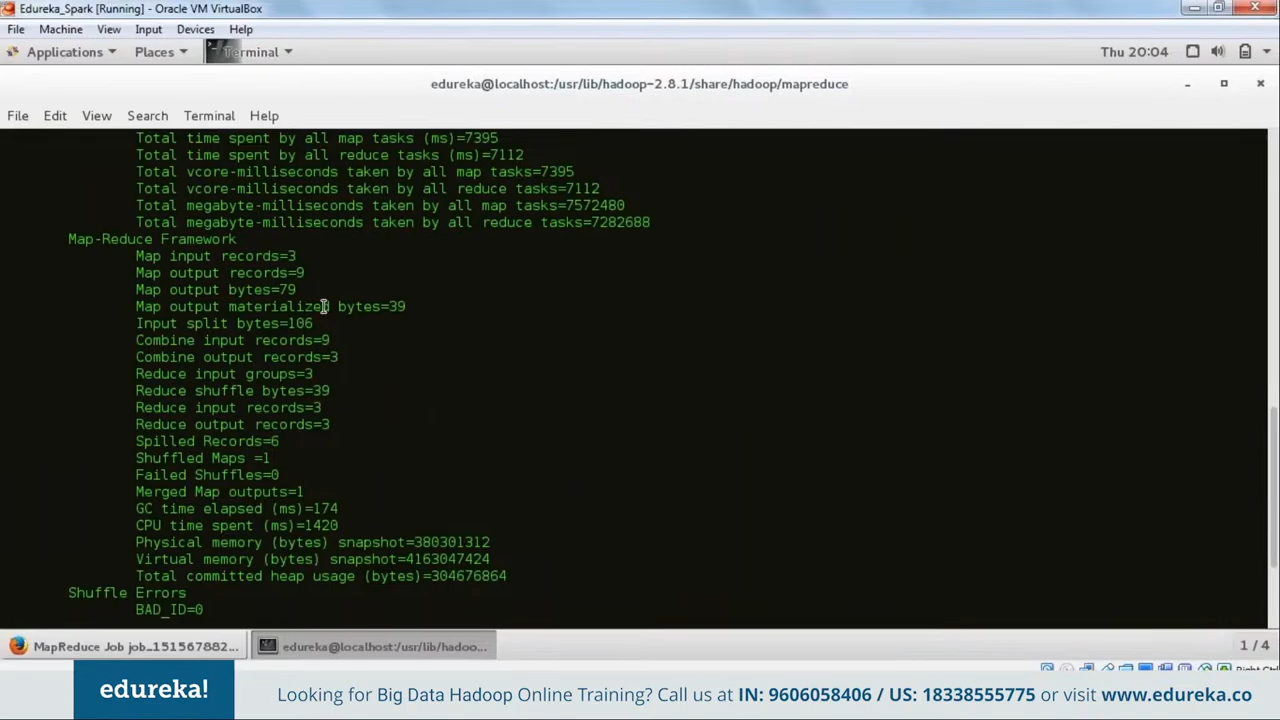 Edureka_Spark [Running] - Oracle VM VirtualBox
File Machine View Input Devices Help
Applications Places Terminal Thu 20:04
edureka@localhost:/usr/lib/hadoop-2.8.1/share/hadoop/mapreduce
File Edit View Search Terminal Help
Total time spent by all map tasks (ms)=7395
Total time spent by all reduce tasks (ms)=7112
Total vcore-milliseconds taken by all map tasks=7395
Total vcore-milliseconds taken by all reduce tasks=7112
Total megabyte-milliseconds taken by all map tasks=7572480
Total megabyte-milliseconds taken by all reduce tasks=7282688
Map-Reduce Framework
Map input records=3
Map output records=9
Map output bytes=79
Map output materialized bytes=39
Input split bytes=106
Combine input records=9
Combine output records=3
Reduce input groups=3
Reduce shuffle bytes=39
Reduce input records=3
Reduce output records=3
Spilled Records=6
Shuffled Maps =1
Failed Shuffles=0
Merged Map outputs=1
GC time elapsed (ms)=174
CPU time spent (ms)=1420
Physical memory (bytes) snapshot=380301312
Virtual memory (bytes) snapshot=4163047424
Total committed heap usage (bytes)=304676864
Shuffle Errors
BAD_ID=0
MapReduce Job job_151567882... edureka@localhost:/usr/lib/hadoo... 1 / 4
edureka!
Looking for Big Data Hadoop Online Training? Call us at IN: 9606058406 / US: 18338555775 or visit www.edureka.co